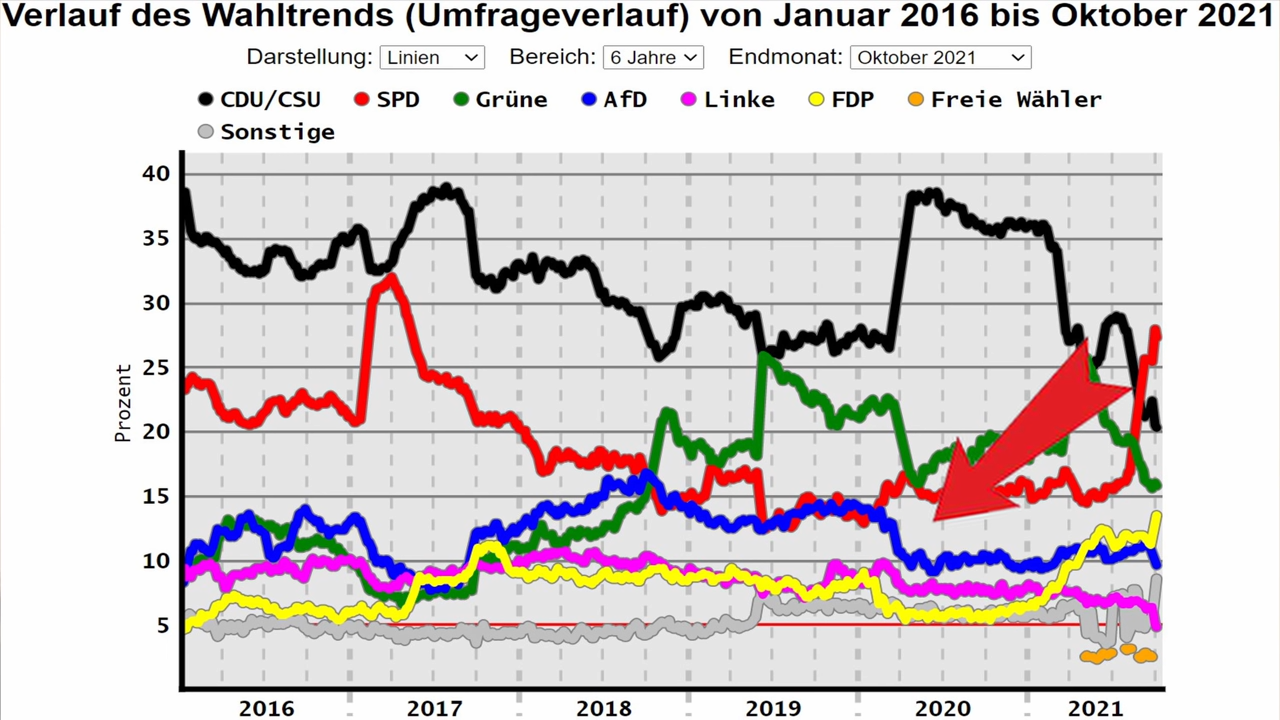 Verlauf des Wahltrends (Umfrageverlauf) von Januar 2016 bis Oktober 2021
Darstellung: Linien Bereich: 6 Jahre Endmonat: Oktober 2021
CDU/CSU SPD Grüne AfD Linke FDP Freie Wähler
Sonstige
40
35
30
25
20
15
10
5
Prozent
2016 2017 2018 2019 2020 2021